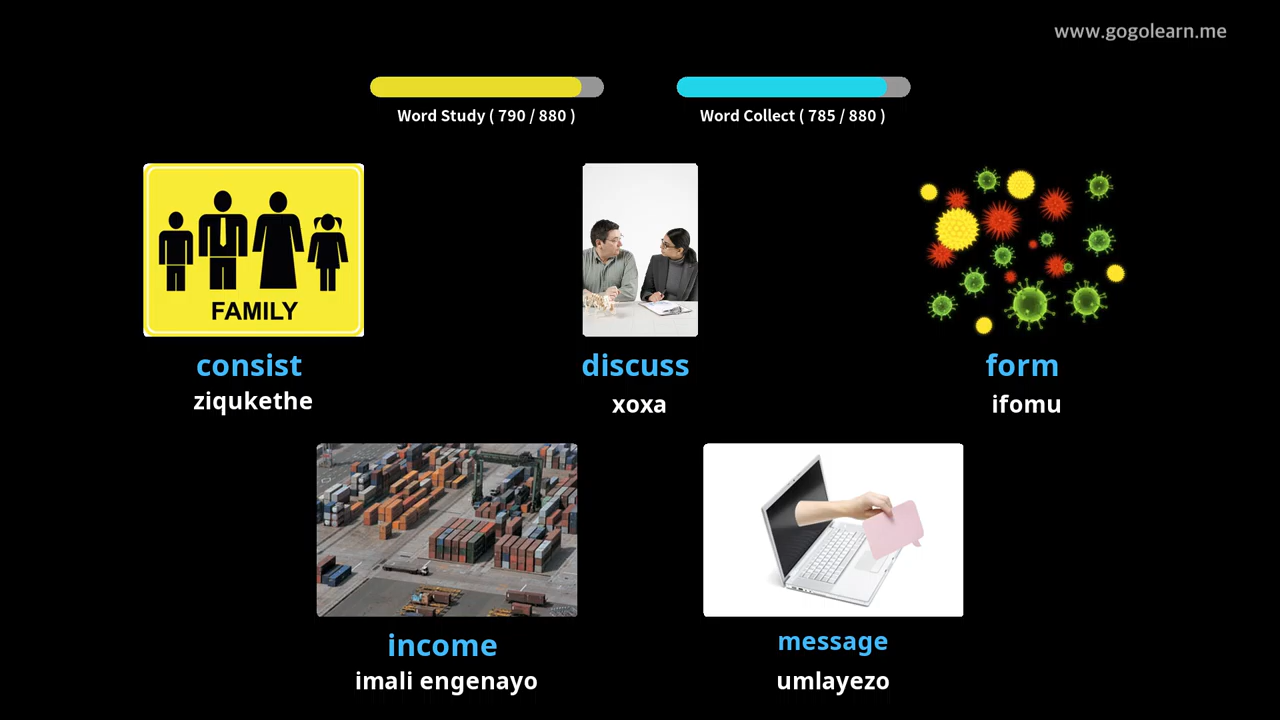 www.gogolearn.me
Word Study ( 790 / 880 )
Word Collect ( 785 / 880 )
FAMILY
consist
ziqukethe
discuss
xoxa
form
ifomu
income
imali engenayo
message
umlayezo